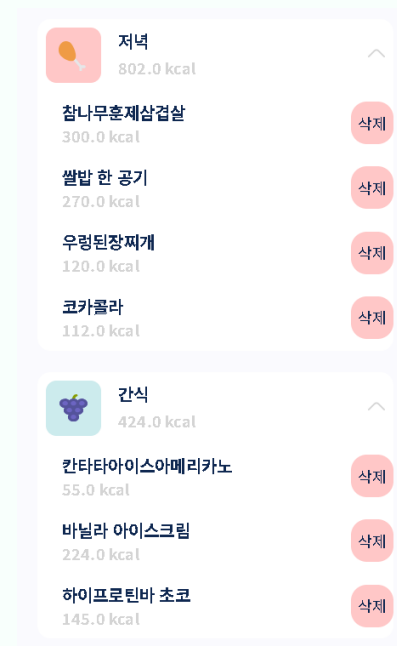 저녁
802.0 kcal
참나무훈제삼겹살
300.0 kcal
삭제
쌀밥 한 공기
270.0 kcal
삭제
우렁된장찌개
120.0 kcal
삭제
코카콜라
112.0 kcal
삭제
간식
424.0 kcal
칸타타아이스아메리카노
55.0 kcal
삭제
바닐라 아이스크림
224.0 kcal
삭제
하이프로틴바 초코
145.0 kcal
삭제